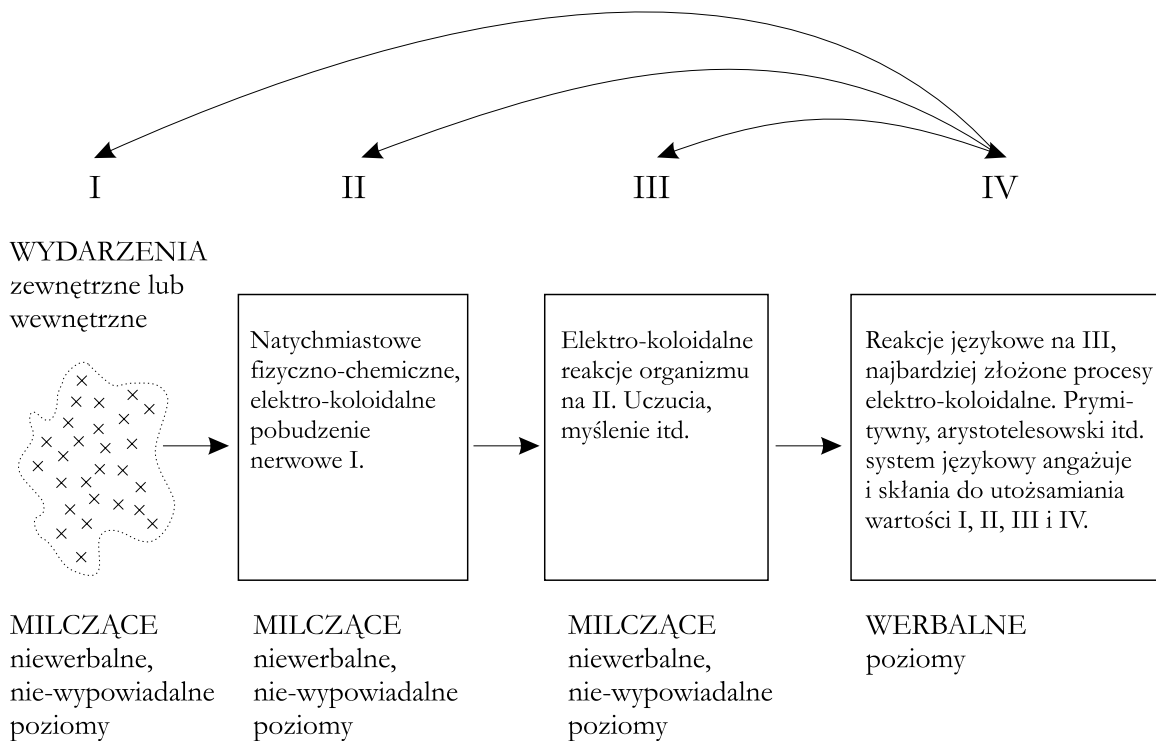 I
II
III
IV
WYDARZENIA
zewnętrzne lub
wewnętrzne
Natychmiastowe
fizyczno-chemiczne,
elektro-koloidalne
pobudzenie
nerwowe I.
Elektro-koloidalne
reakcje organizmu
na II. Uczucia,
myślenie itd.
Reakcje językowe na III,
najbardziej złożone procesy
elektro-koloidalne. Prymi-
tywny, arystotelesowski itd.
system językowy angażuje
i skłania do utożsamiania
wartości I, II, III i IV.
MILCZĄCE
niewerbalne,
nie-wypowiadalne
poziomy
MILCZĄCE
niewerbalne,
nie-wypowiadalne
poziomy
MILCZĄCE
niewerbalne,
nie-wypowiadalne
poziomy
WERBALNE
poziomy